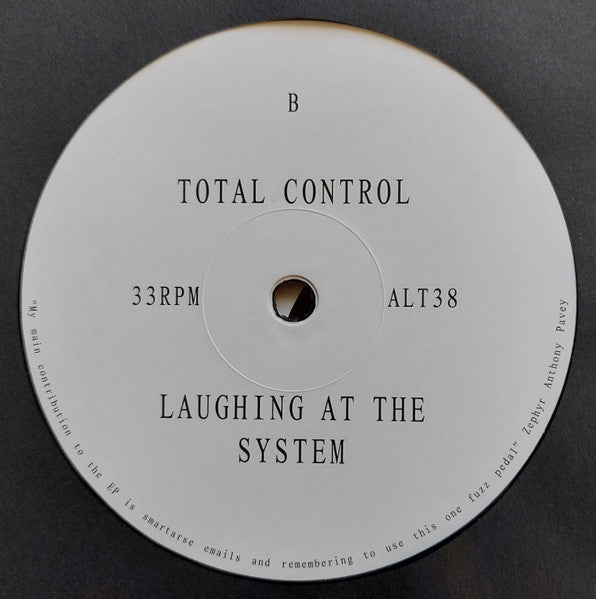 B
TOTAL CONTROL
33RPM
ALT38
LAUGHING AT THE
SYSTEM
"My main contribution to the EP is smartarse emails and remembering to use this one fuzz pedal" Zephyr Anthony Pavey